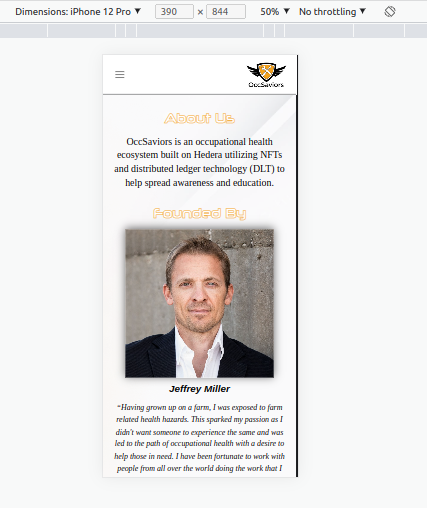 Dimensions: iPhone 12 Pro ▼ 390 × 844 50% ▼ No throttling ▼
OccSaviors
About Us
OccSaviors is an occupational health
ecosystem built on Hedera utilizing NFTs
and distributed ledger technology (DLT) to
help spread awareness and education.
Founded By
Jeffrey Miller
“Having grown up on a farm, I was exposed to farm
related health hazards. This sparked my passion as I
didn't want someone to experience the same and was
led to the path of occupational health with a desire to
help those in need. I have been fortunate to work with
people from all over the world doing the work that I